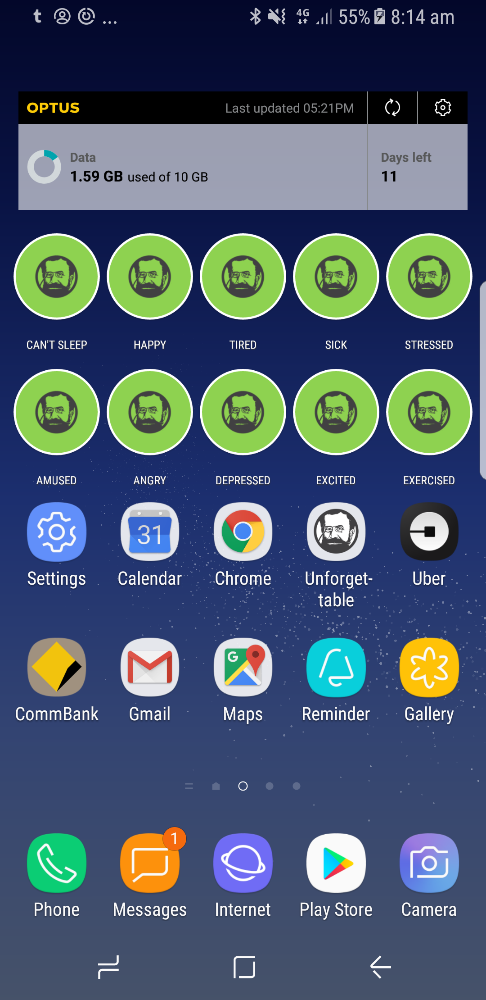 t ... 4G 55% 8:14 am
OPTUS Last updated 05:21PM
Data Days left
1.59 GB used of 10 GB 11
CAN'T SLEEP HAPPY TIRED SICK STRESSED
AMUSED ANGRY DEPRESSED EXCITED EXERCISED
31
Settings Calendar Chrome Unforget- Uber
table
G
CommBank Gmail Maps Reminder Gallery
1
Phone Messages Internet Play Store Camera